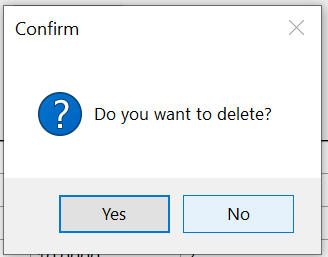 Confirm
Do you want to delete?
Yes
No